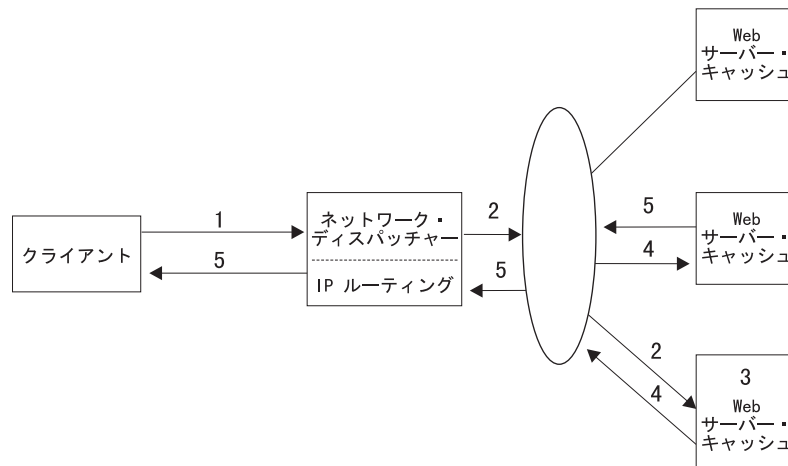 Web
サーバー・
キャッシュ
1
ネットワーク・
ディスパッチャー
2
5
Web
サーバー・
キャッシュ
クライアント
4
5
IP ルーティング
5
2
3
4
Web
サーバー・
キャッシュ